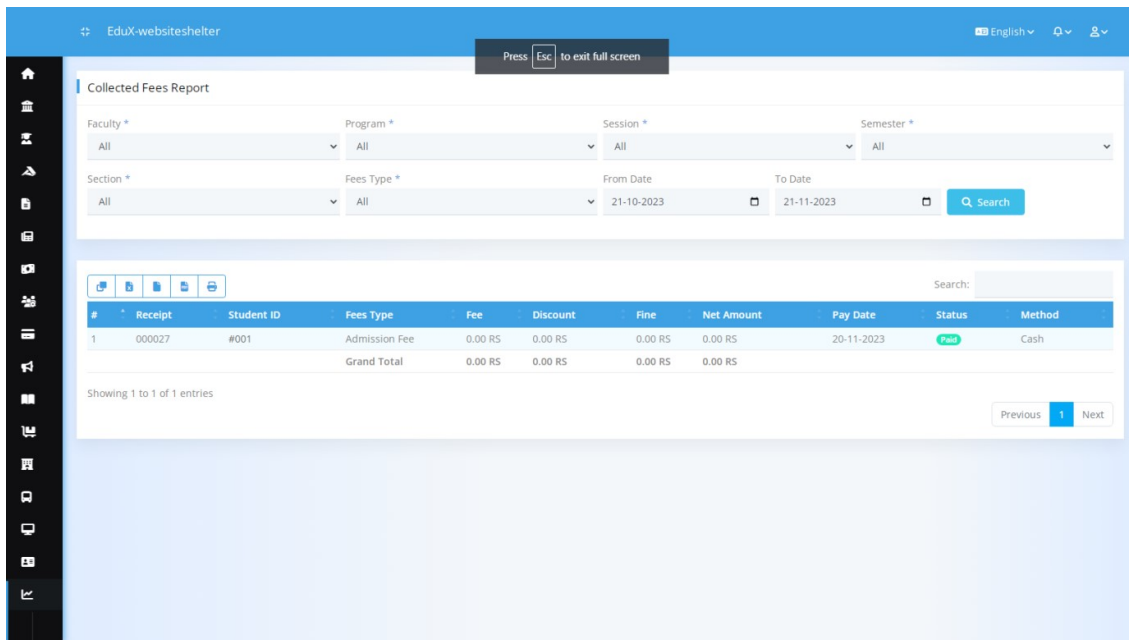 EduX-websiteshelter
English
Press Esc to exit full screen
Collected Fees Report
Faculty * Program * Session * Semester *
All All All All
Section * Fees Type * From Date To Date
All All 21-10-2023 21-11-2023 Search
Search:
# Receipt Student ID Fees Type Fee Discount Fine Net Amount Pay Date Status Method
1 000027 #001 Admission Fee 0.00 RS 0.00 RS 0.00 RS 0.00 RS 20-11-2023 Paid Cash
Grand Total 0.00 RS 0.00 RS 0.00 RS 0.00 RS
Showing 1 to 1 of 1 entries
Previous 1 Next